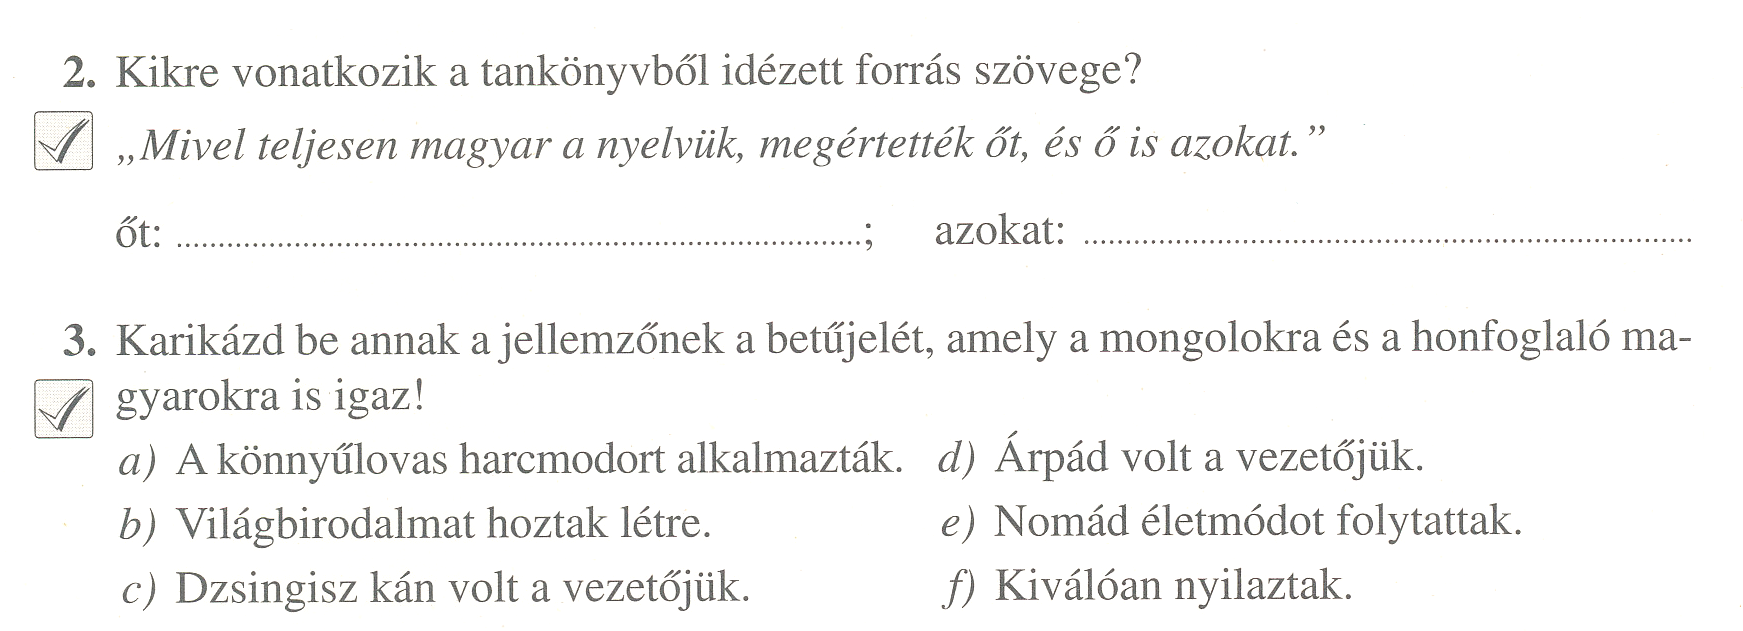 2. Kikre vonatkozik a tankönyvből idézett forrás szövege?
„Mivel teljesen magyar a nyelvük, megértették őt, és ő is azokat.”
őt: ........................................................................; azokat: ................................................................
3. Karikázd be annak a jellemzőnek a betűjelét, amely a mongolokra és a honfoglaló ma-
gyarokra is igaz!
a) A könnyűlovas harcmodort alkalmazták. d) Árpád volt a vezetőjük.
b) Világbirodalmat hoztak létre. e) Nomád életmódot folytattak.
c) Dzsingisz kán volt a vezetőjük. f) Kiválóan nyilaztak.